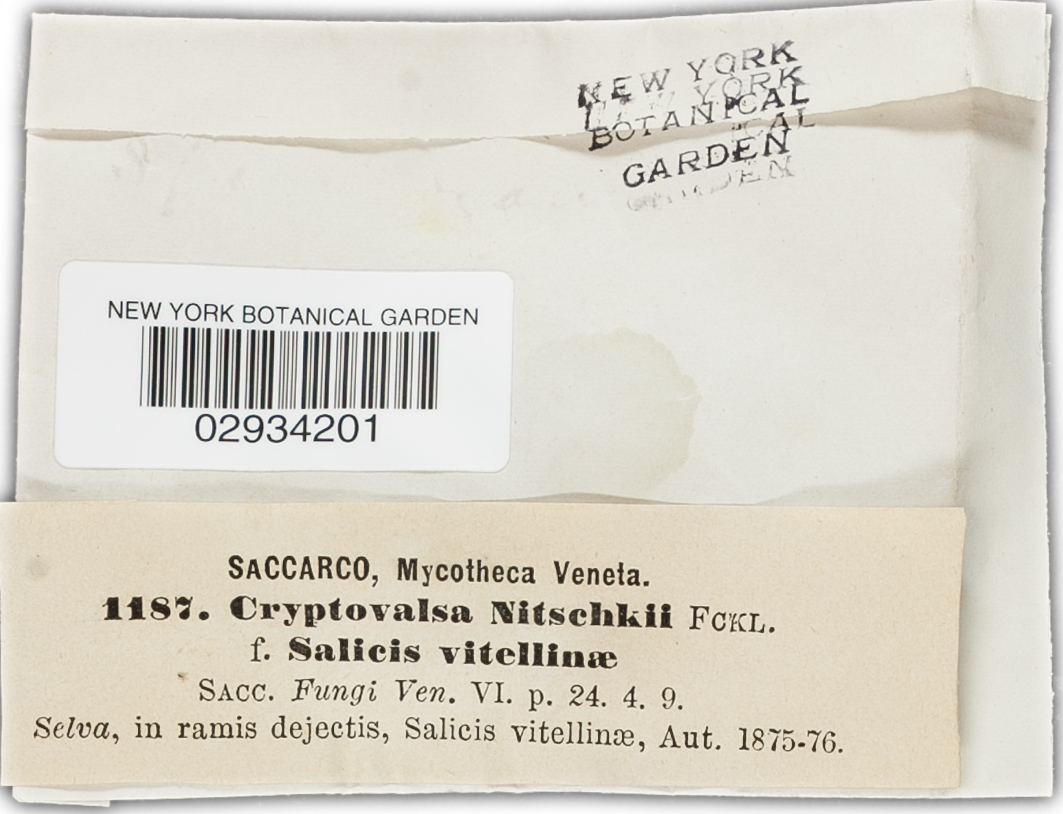 NEW YORK
BOTANICAL
GARDEN
NEW YORK BOTANICAL GARDEN
02934201
SACCARCO, Mycotheca Veneta.
1187. Cryptovalsa Nitschkii FCKL.
f. Salicis vitellinæ
SACC. Fungi Ven. VI. p. 24. 4. 9.
Selva, in ramis dejectis, Salicis vitellinæ, Aut. 1875-76.